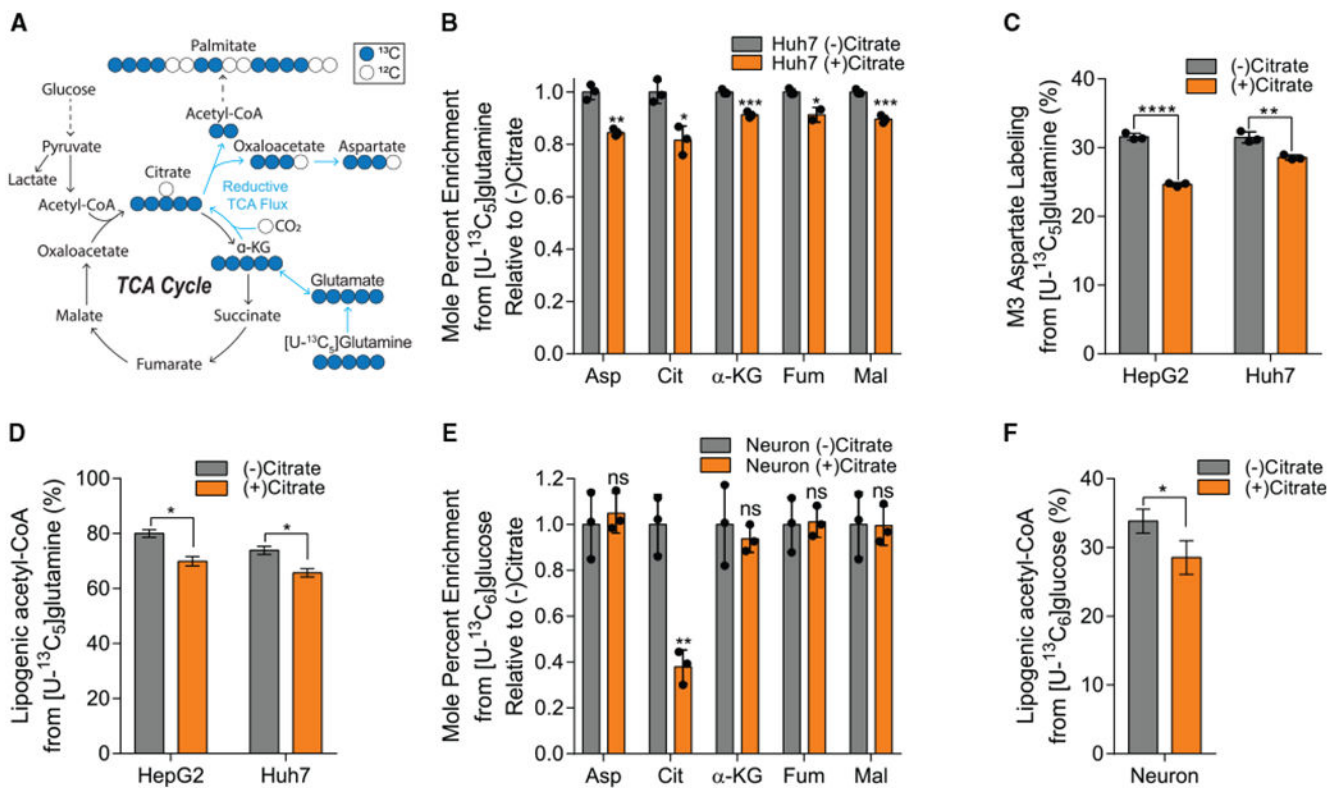 A
Palmitate
¹³C
¹²C
Glucose
Acetyl-CoA
Pyruvate
Oxaloacetate
Aspartate
Lactate
Citrate
Reductive
TCA Flux
Acetyl-CoA
CO₂
Oxaloacetate
α-KG
TCA Cycle
Glutamate
Malate
Succinate
[U-¹³C₅]Glutamine
Fumarate
B
Huh7 (-)Citrate
Huh7 (+)Citrate
Mole Percent Enrichment
from [U-¹³C₅]glutamine
Relative to (-)Citrate
1.0
0.8
0.6
0.4
0.2
0.0
**
*
***
*
***
Asp Cit α-KG Fum Mal
C
(-)Citrate
(+)Citrate
M3 Aspartate Labeling
from [U-¹³C₅]glutamine (%)
40
30
20
10
0
****
**
HepG2 Huh7
D
(-)Citrate
(+)Citrate
Lipogenic acetyl-CoA
from [U-¹³C₅]glutamine (%)
100
80
60
40
20
0
*
*
HepG2 Huh7
E
Neuron (-)Citrate
Neuron (+)Citrate
Mole Percent Enrichment
from [U-¹³C₆]glucose
Relative to (-)Citrate
1.2
1.0
0.8
0.6
0.4
0.2
0.0
ns
**
ns
ns
ns
Asp Cit α-KG Fum Mal
F
(-)Citrate
(+)Citrate
Lipogenic acetyl-CoA
from [U-¹³C₆]glucose (%)
40
30
20
10
0
*
Neuron